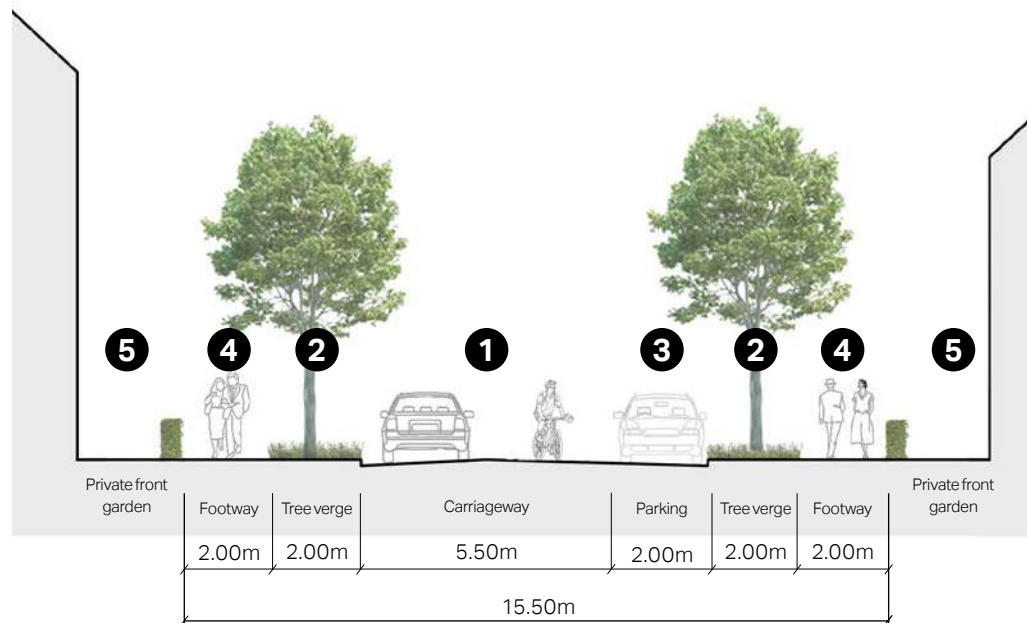 5
4
2
1
3
2
4
5
Private front
garden
Footway
Tree verge
Carriageway
Parking
Tree verge
Footway
Private front
garden
2.00m
2.00m
5.50m
2.00m
2.00m
2.00m
15.50m